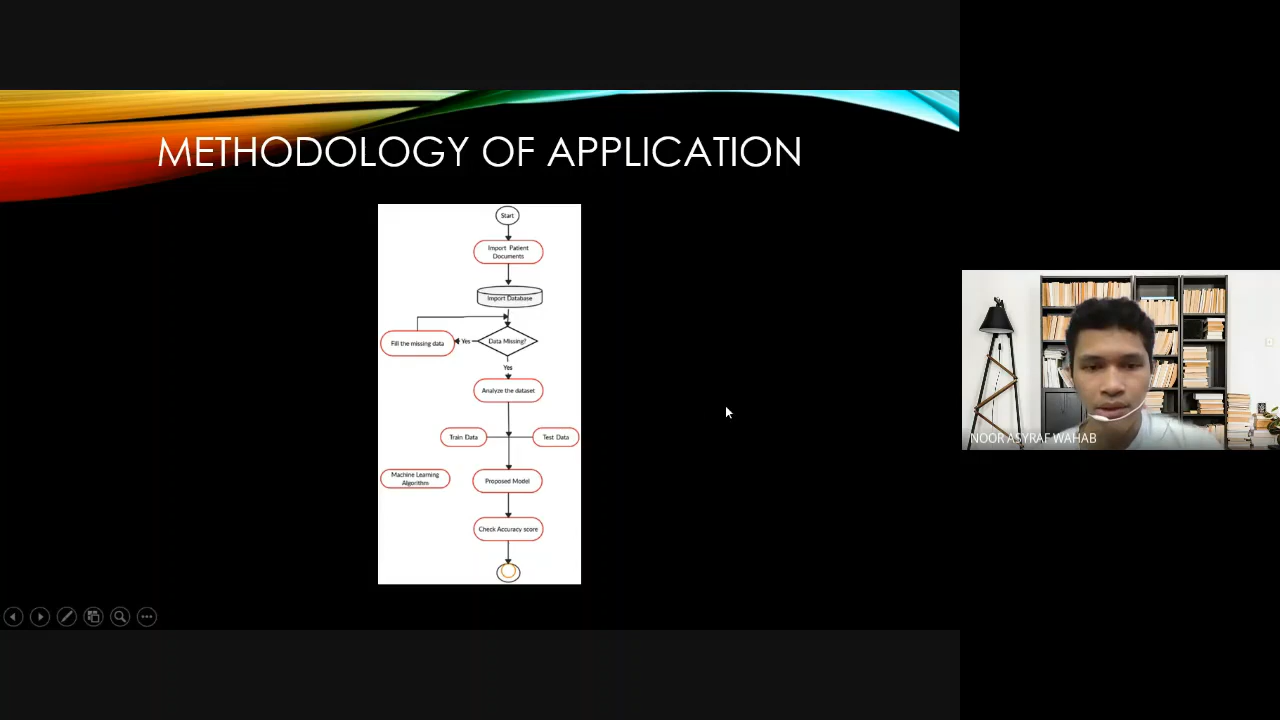 METHODOLOGY OF APPLICATION
Start
Import Patient
Documents
Import Database
Fill the missing data
Yes
Data Missing?
Yes
Analyze the dataset
Train Data
Test Data
Machine Learning
Algorithm
Proposed Model
Check Accuracy score
NOOR ASYRAF WAHAB